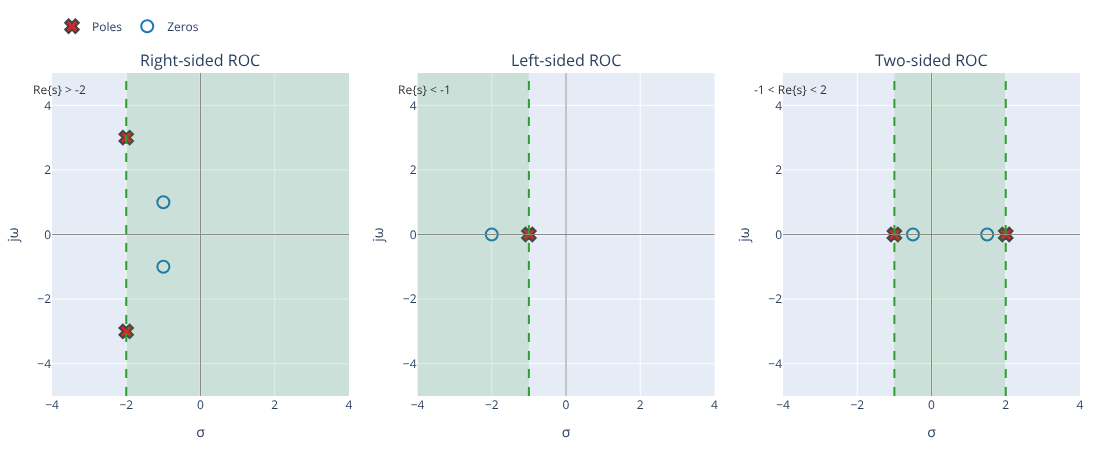 Poles Zeros
Right-sided ROC
Re{s} > -2
4
2
0
−2
−4
jω
−4 −2 0 2 4
σ
Left-sided ROC
Re{s} < -1
4
2
0
−2
−4
jω
−4 −2 0 2 4
σ
Two-sided ROC
-1 < Re{s} < 2
4
2
0
−2
−4
jω
−4 −2 0 2 4
σ